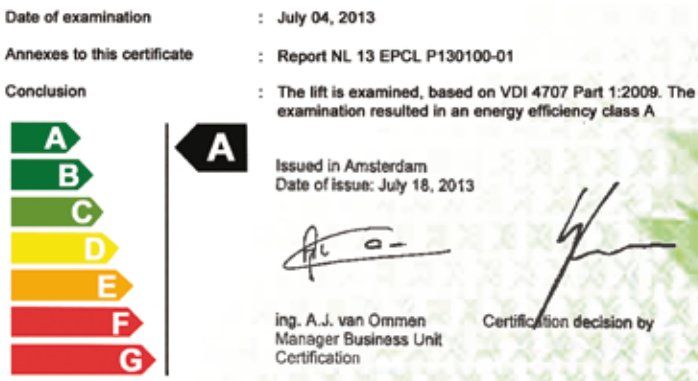 Date of examination : July 04, 2013
Annexes to this certificate : Report NL 13 EPCL P130100-01
Conclusion : The lift is examined, based on VDI 4707 Part 1:2009. The
examination resulted in an energy efficiency class A
A
A
B
C
D
E
F
G
Issued in Amsterdam
Date of issue: July 18, 2013
ing. A.J. van Ommen
Manager Business Unit
Certification
Certification decision by